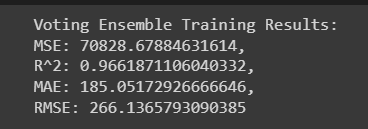 Voting Ensemble Training Results:
MSE: 70828.67884631614,
R^2: 0.9661871106040332,
MAE: 185.05172926666646,
RMSE: 266.1365793090385